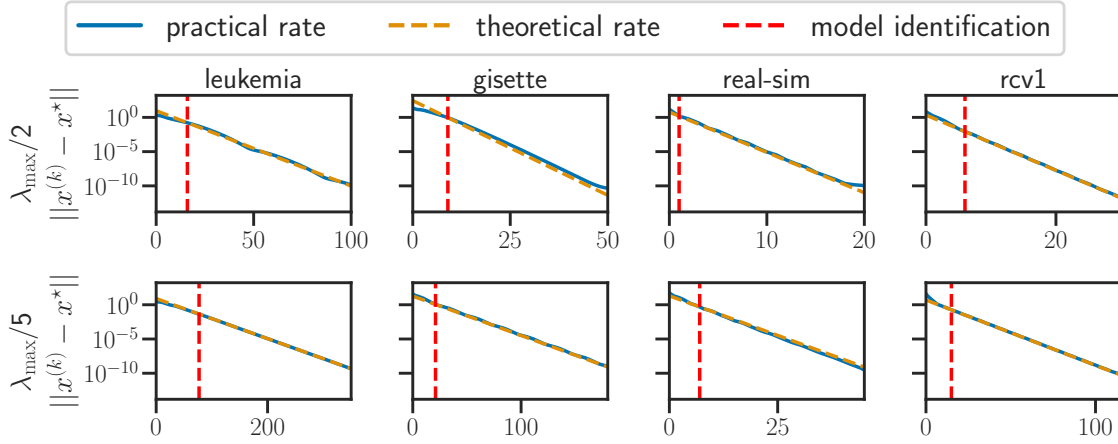 practical rate theoretical rate model identification
leukemia gisette real-sim rcv1
λmax/2
||x^(k) − x*||
10^0
10^−5
10^−10
0 50 100 0 25 50 0 10 20 0 20
λmax/5
||x^(k) − x*||
10^0
10^−5
10^−10
0 200 0 100 0 25 0 100